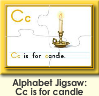 Cc
Cc is for candle.
Alphabet Jigsaw:
Cc is for candle